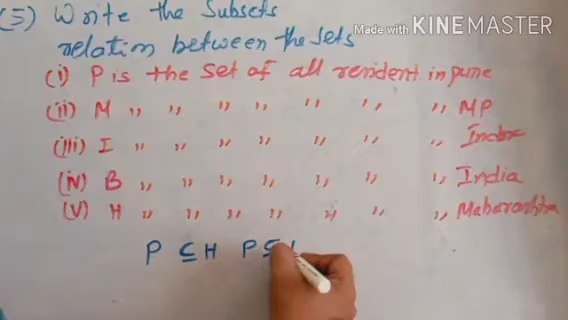 Made with KINEMASTER
(5) Write the Subsets
relation between the sets
(i) P is the set of all resident in pune
(ii) M ,, ,, ,, ,, ,, ,, ,, MP
(iii) I ,, ,, ,, ,, ,, ,, ,,
(iv) B ,, ,, ,, ,, ,, ,, ,, India
(v) H ,, ,, ,, ,, ,, ,, ,, Maharashtra
P ⊆ H P ⊆